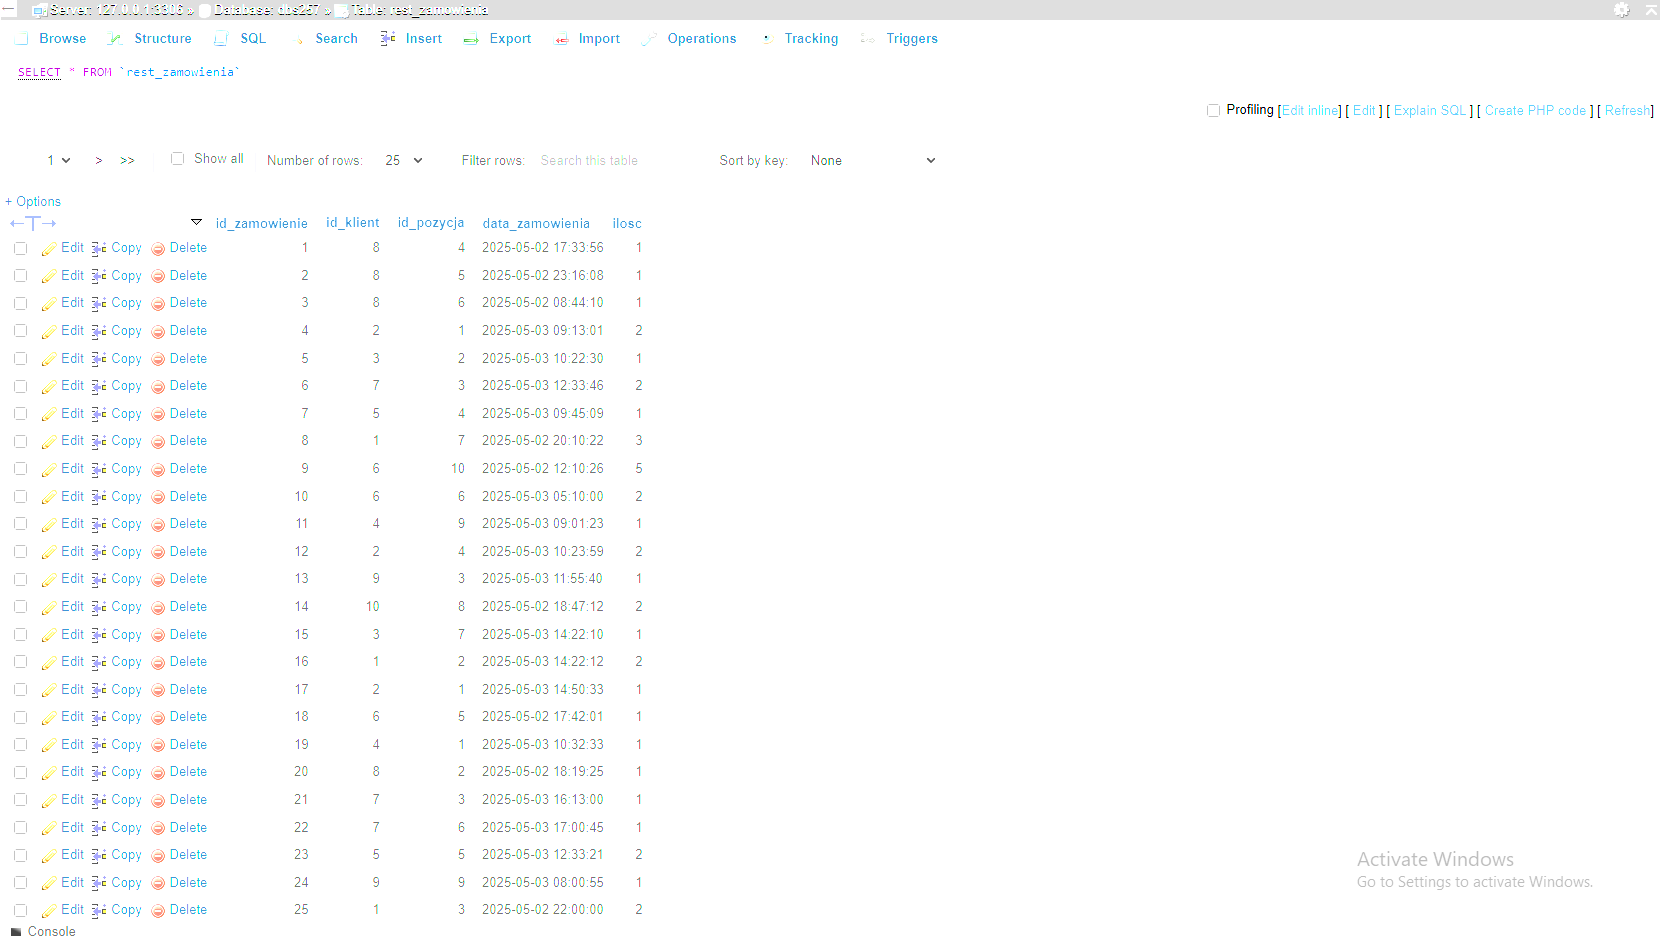 Server: 127.0.0.1:3306 » Database: dbs257 » Table: rest_zamowienia
Browse Structure SQL Search Insert Export Import Operations Tracking Triggers
SELECT * FROM `rest_zamowienia`
Profiling [Edit inline] [ Edit ] [ Explain SQL ] [ Create PHP code ] [ Refresh]
1 > >> Show all Number of rows: 25 Filter rows: Search this table Sort by key: None
+ Options
←T→ id_zamowienie id_klient id_pozycja data_zamowienia ilosc
Edit Copy Delete 1 8 4 2025-05-02 17:33:56 1
Edit Copy Delete 2 8 5 2025-05-02 23:16:08 1
Edit Copy Delete 3 8 6 2025-05-02 08:44:10 1
Edit Copy Delete 4 2 1 2025-05-03 09:13:01 2
Edit Copy Delete 5 3 2 2025-05-03 10:22:30 1
Edit Copy Delete 6 7 3 2025-05-03 12:33:46 2
Edit Copy Delete 7 5 4 2025-05-03 09:45:09 1
Edit Copy Delete 8 1 7 2025-05-02 20:10:22 3
Edit Copy Delete 9 6 10 2025-05-02 12:10:26 5
Edit Copy Delete 10 6 6 2025-05-03 05:10:00 2
Edit Copy Delete 11 4 9 2025-05-03 09:01:23 1
Edit Copy Delete 12 2 4 2025-05-03 10:23:59 2
Edit Copy Delete 13 9 3 2025-05-03 11:55:40 1
Edit Copy Delete 14 10 8 2025-05-02 18:47:12 2
Edit Copy Delete 15 3 7 2025-05-03 14:22:10 1
Edit Copy Delete 16 1 2 2025-05-03 14:22:12 2
Edit Copy Delete 17 2 1 2025-05-03 14:50:33 1
Edit Copy Delete 18 6 5 2025-05-02 17:42:01 1
Edit Copy Delete 19 4 1 2025-05-03 10:32:33 1
Edit Copy Delete 20 8 2 2025-05-02 18:19:25 1
Edit Copy Delete 21 7 3 2025-05-03 16:13:00 1
Edit Copy Delete 22 7 6 2025-05-03 17:00:45 1
Edit Copy Delete 23 5 5 2025-05-03 12:33:21 2
Edit Copy Delete 24 9 9 2025-05-03 08:00:55 1
Edit Copy Delete 25 1 3 2025-05-02 22:00:00 2
Activate Windows
Go to Settings to activate Windows.
Console